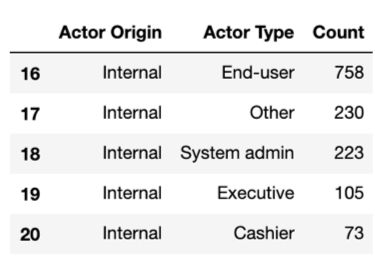 Actor Origin Actor Type Count
16 Internal End-user 758
17 Internal Other 230
18 Internal System admin 223
19 Internal Executive 105
20 Internal Cashier 73